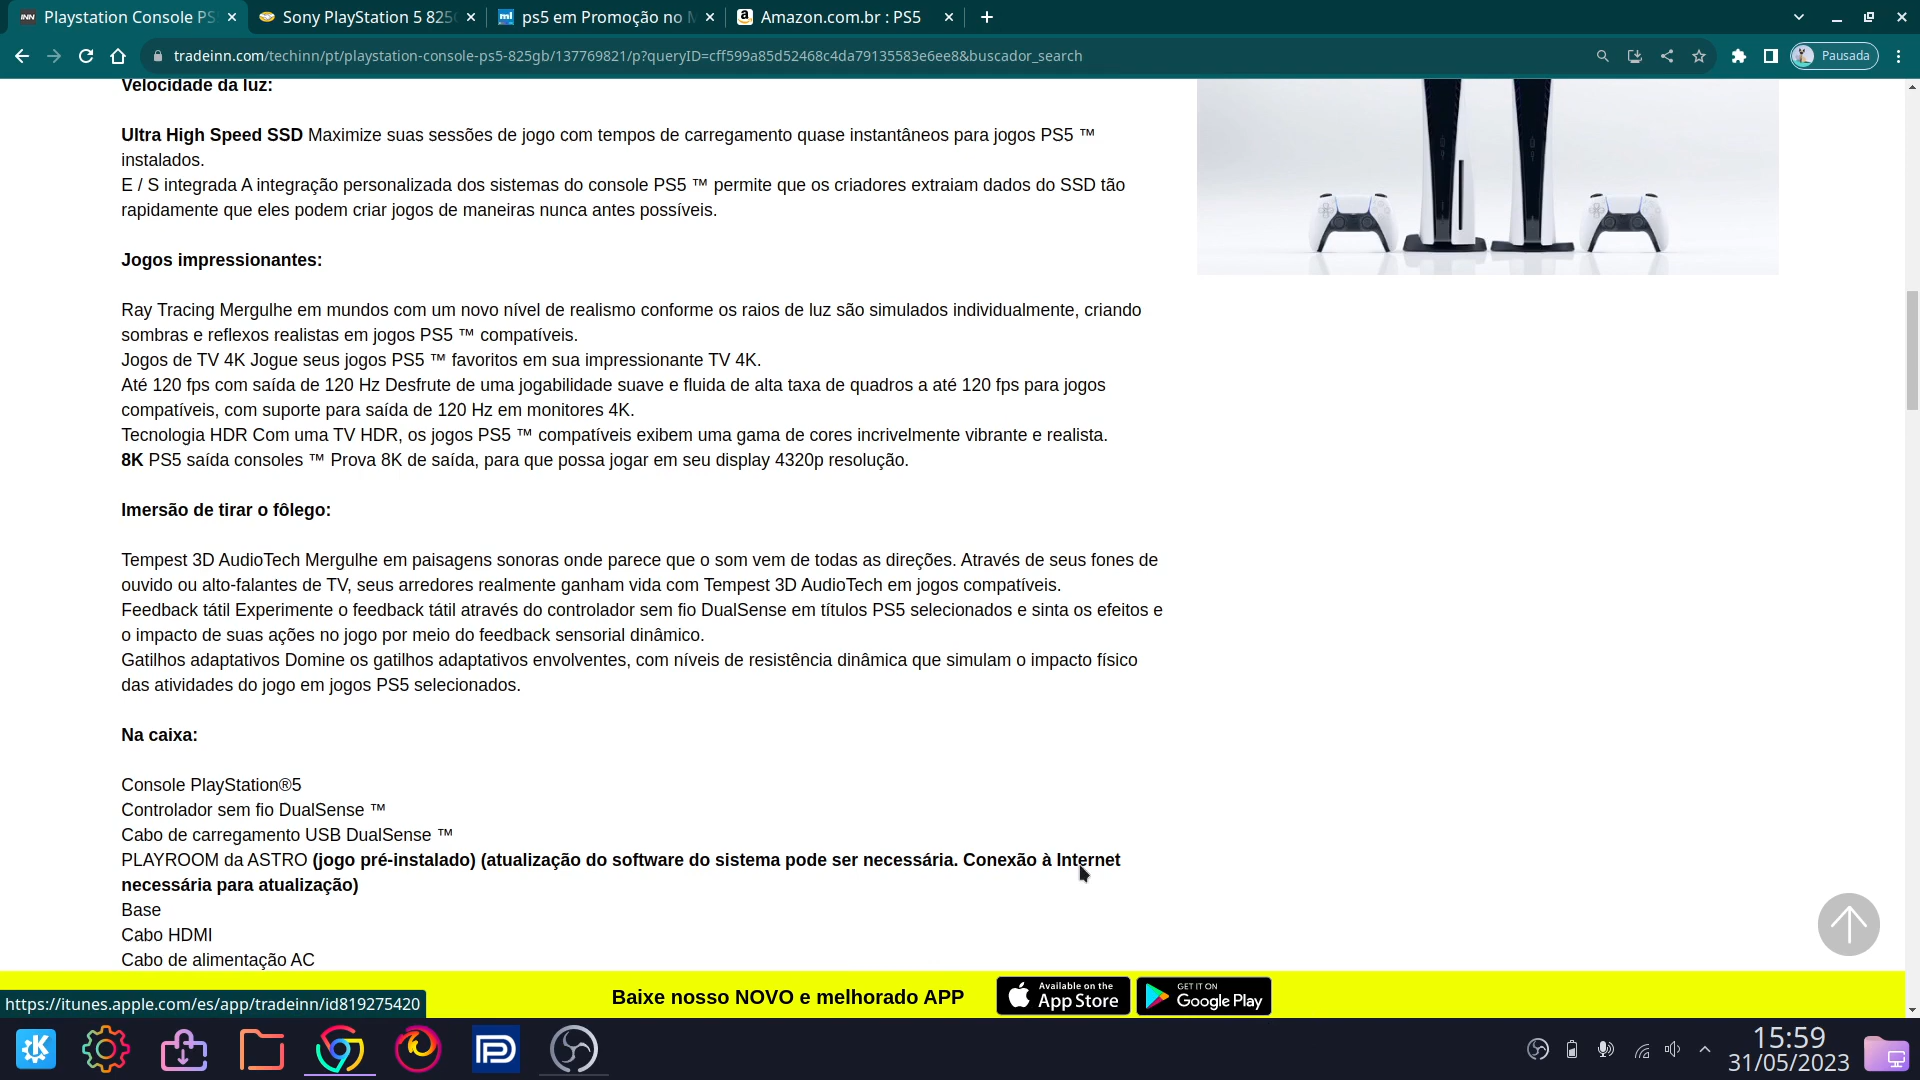 Playstation Console PS
Sony PlayStation 5 825G
ps5 em Promoção no M
Amazon.com.br : PS5
tradeinn.com/techinn/pt/playstation-console-ps5-825gb/137769821/p?queryID=cff599a85d52468c4da79135583e6ee8&buscador_search
Pausada
Velocidade da luz:
Ultra High Speed SSD Maximize suas sessões de jogo com tempos de carregamento quase instantâneos para jogos PS5 ™
instalados.
E / S integrada A integração personalizada dos sistemas do console PS5 ™ permite que os criadores extraiam dados do SSD tão
rapidamente que eles podem criar jogos de maneiras nunca antes possíveis.
Jogos impressionantes:
Ray Tracing Mergulhe em mundos com um novo nível de realismo conforme os raios de luz são simulados individualmente, criando
sombras e reflexos realistas em jogos PS5 ™ compatíveis.
Jogos de TV 4K Jogue seus jogos PS5 ™ favoritos em sua impressionante TV 4K.
Até 120 fps com saída de 120 Hz Desfrute de uma jogabilidade suave e fluida de alta taxa de quadros a até 120 fps para jogos
compatíveis, com suporte para saída de 120 Hz em monitores 4K.
Tecnologia HDR Com uma TV HDR, os jogos PS5 ™ compatíveis exibem uma gama de cores incrivelmente vibrante e realista.
8K PS5 saída consoles ™ Prova 8K de saída, para que possa jogar em seu display 4320p resolução.
Imersão de tirar o fôlego:
Tempest 3D AudioTech Mergulhe em paisagens sonoras onde parece que o som vem de todas as direções. Através de seus fones de
ouvido ou alto-falantes de TV, seus arredores realmente ganham vida com Tempest 3D AudioTech em jogos compatíveis.
Feedback tátil Experimente o feedback tátil através do controlador sem fio DualSense em títulos PS5 selecionados e sinta os efeitos e
o impacto de suas ações no jogo por meio do feedback sensorial dinâmico.
Gatilhos adaptativos Domine os gatilhos adaptativos envolventes, com níveis de resistência dinâmica que simulam o impacto físico
das atividades do jogo em jogos PS5 selecionados.
Na caixa:
Console PlayStation®5
Controlador sem fio DualSense ™
Cabo de carregamento USB DualSense ™
PLAYROOM da ASTRO (jogo pré-instalado) (atualização do software do sistema pode ser necessária. Conexão à Internet
necessária para atualização)
Base
Cabo HDMI
Cabo de alimentação AC
Baixe nosso NOVO e melhorado APP
Available on the
App Store
GET IT ON
Google Play
https://itunes.apple.com/es/app/tradeinn/id819275420
15:59
31/05/2023